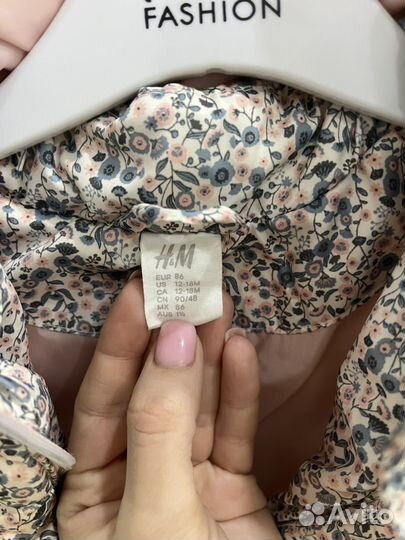 FASHION
H&M
EUR 86
US 12-18M
CA 12-18M
CN 90/48
MX 86
AUS 1½
Avito